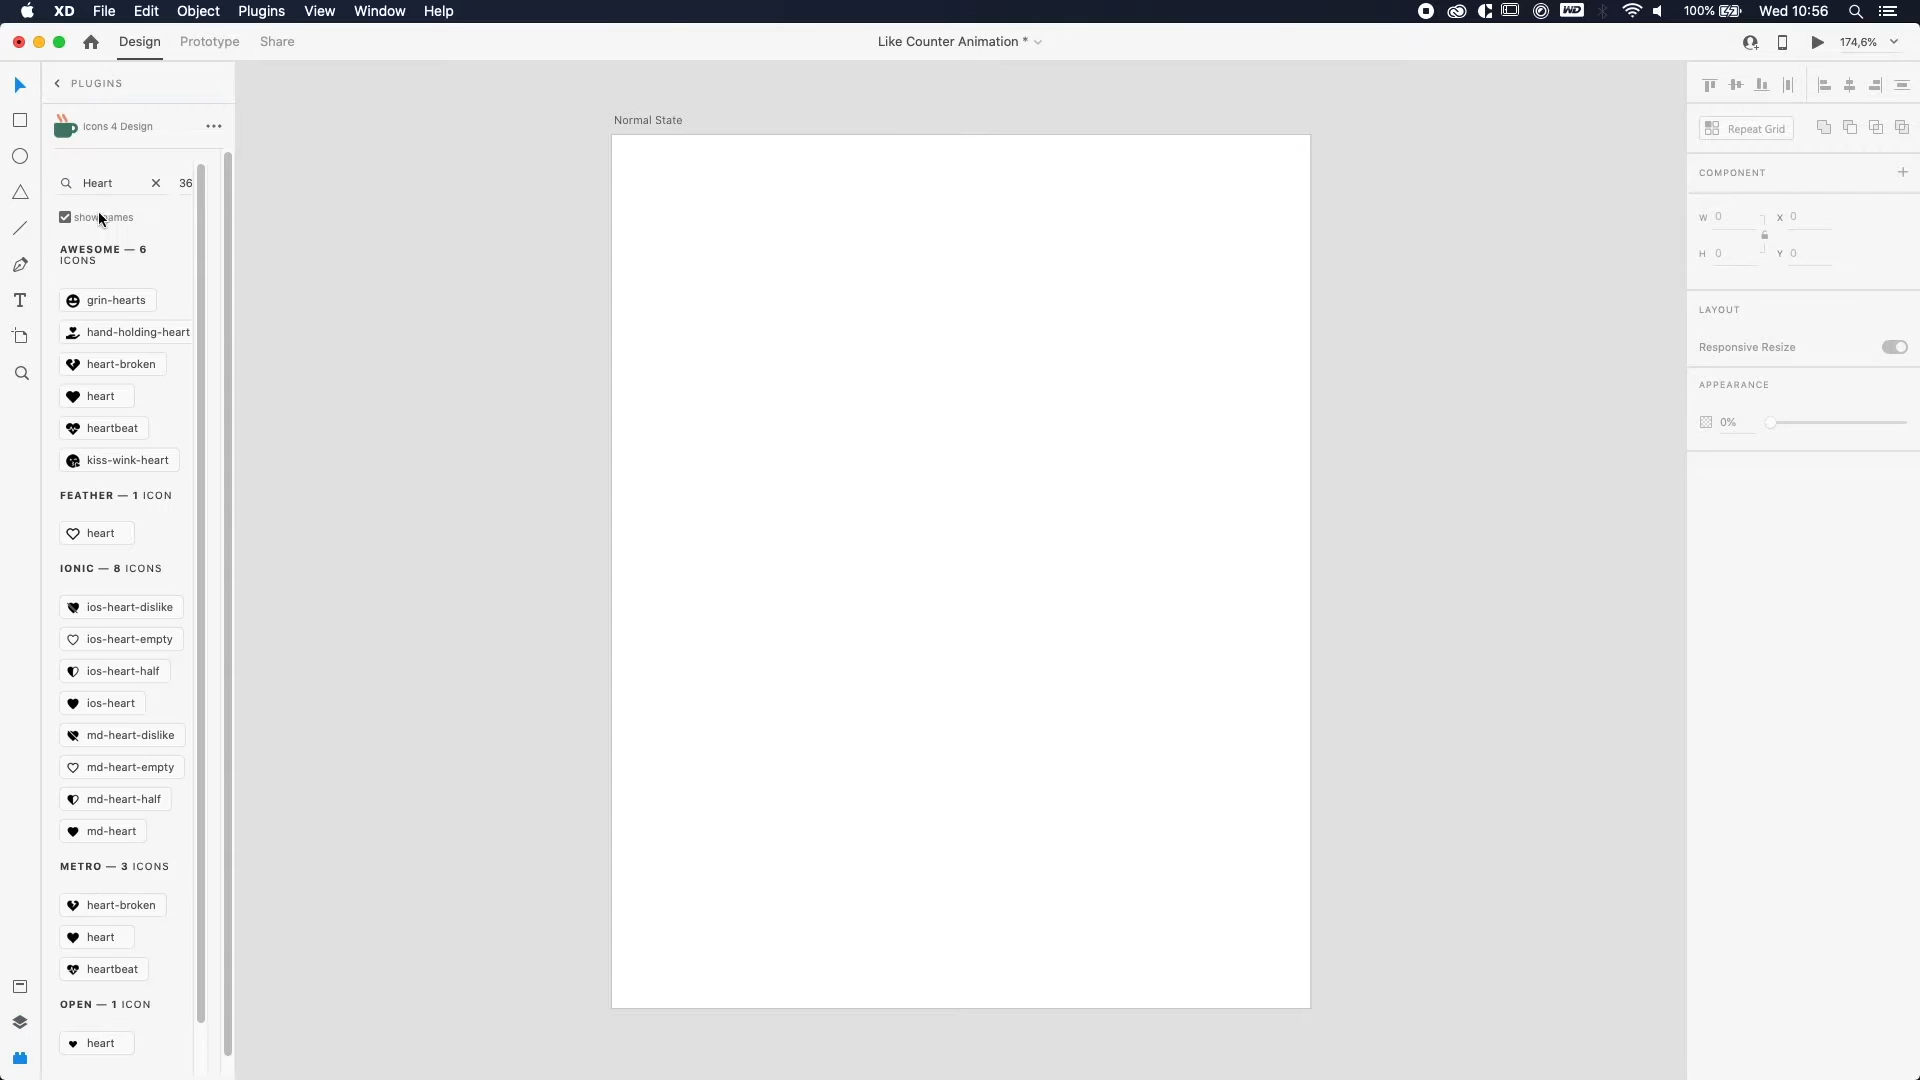 XD File Edit Object Plugins View Window Help
100% Wed 10:56
Design Prototype Share
Like Counter Animation *
174,6%
PLUGINS
Icons 4 Design
Heart
36
AWESOME — 6
ICONS
grin-hearts
hand-holding-heart
heart-broken
heart
heartbeat
kiss-wink-heart
FEATHER — 1 ICON
heart
IONIC — 8 ICONS
ios-heart-dislike
ios-heart-empty
ios-heart-half
ios-heart
md-heart-dislike
md-heart-empty
md-heart-half
md-heart
METRO — 3 ICONS
heart-broken
heart
heartbeat
OPEN — 1 ICON
heart
Normal State
Repeat Grid
COMPONENT
W 0 X 0
H 0 Y 0
LAYOUT
Responsive Resize
APPEARANCE
0%